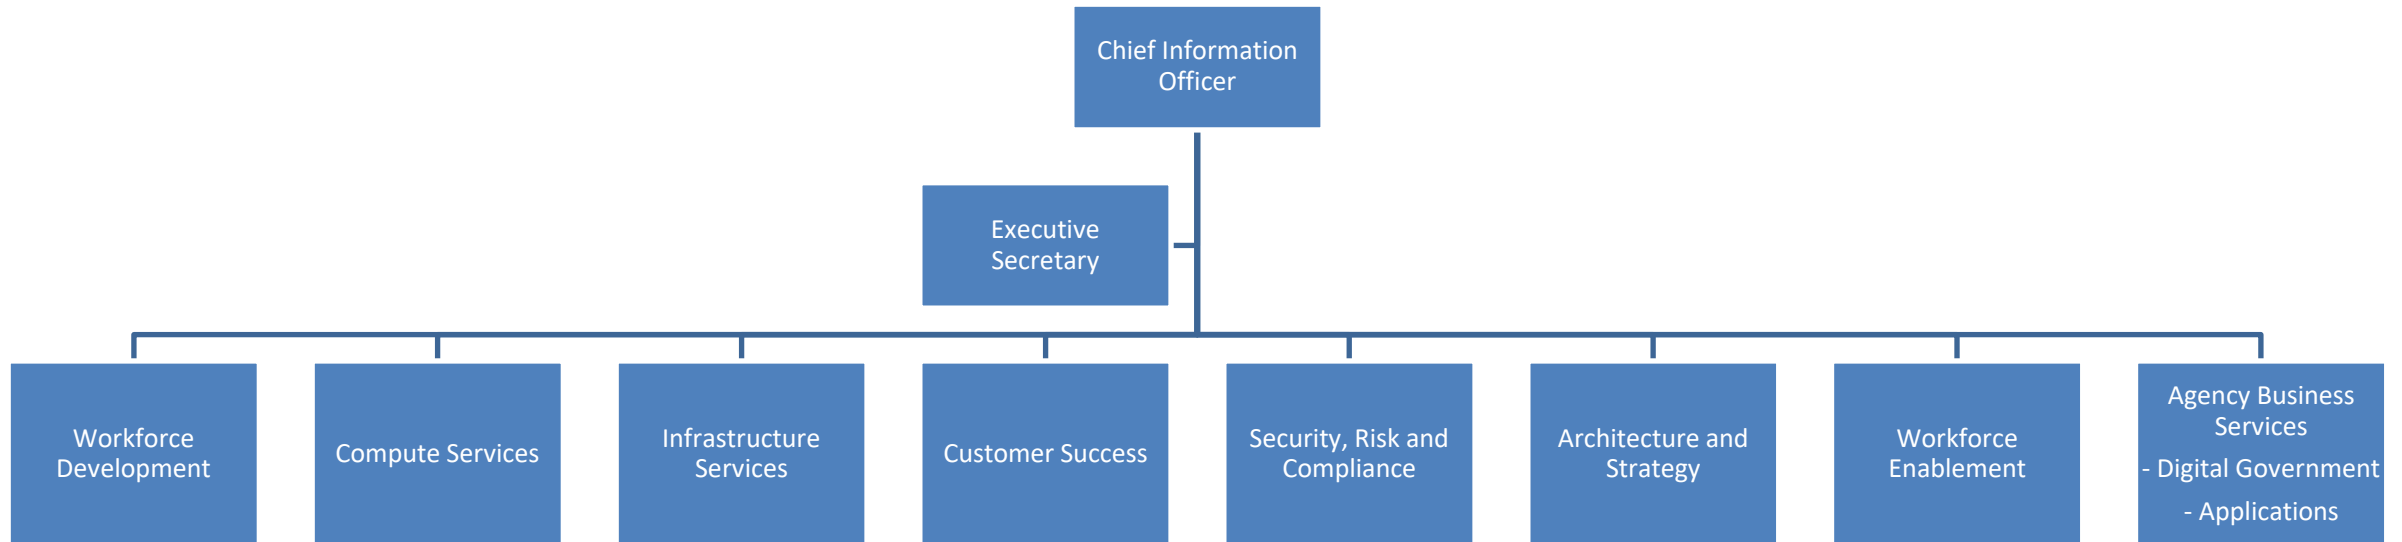 Chief Information
Officer
Executive
Secretary
Workforce
Development
Compute Services
Infrastructure
Services
Customer Success
Security, Risk and
Compliance
Architecture and
Strategy
Workforce
Enablement
Agency Business
Services
- Digital Government
- Applications